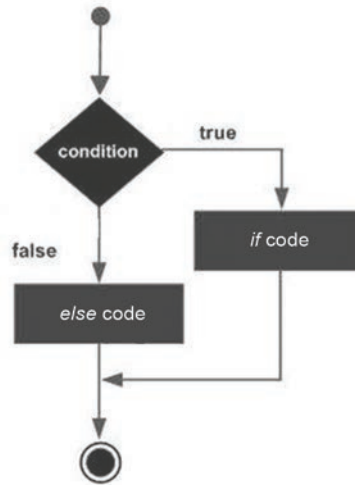 condition
true
if code
false
else code